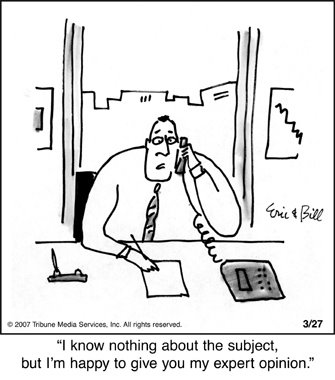 Eric & Bill
© 2007 Tribune Media Services, Inc. All rights reserved.
3/27
“I know nothing about the subject,
but I’m happy to give you my expert opinion.”